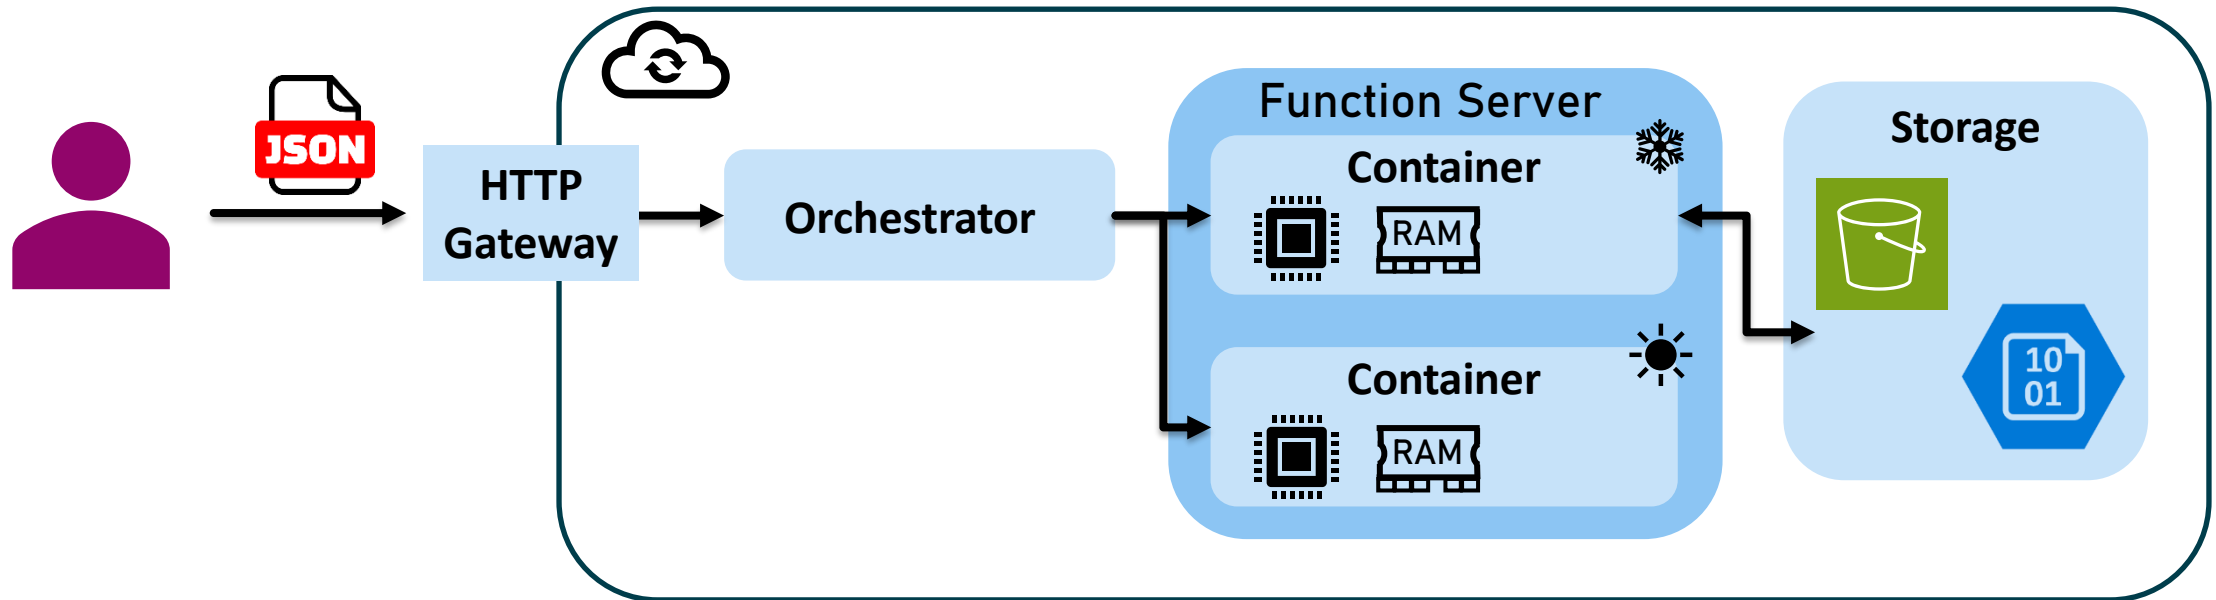 JSON
HTTP
Gateway
Orchestrator
Function Server
Container
RAM
Container
RAM
Storage
10
01